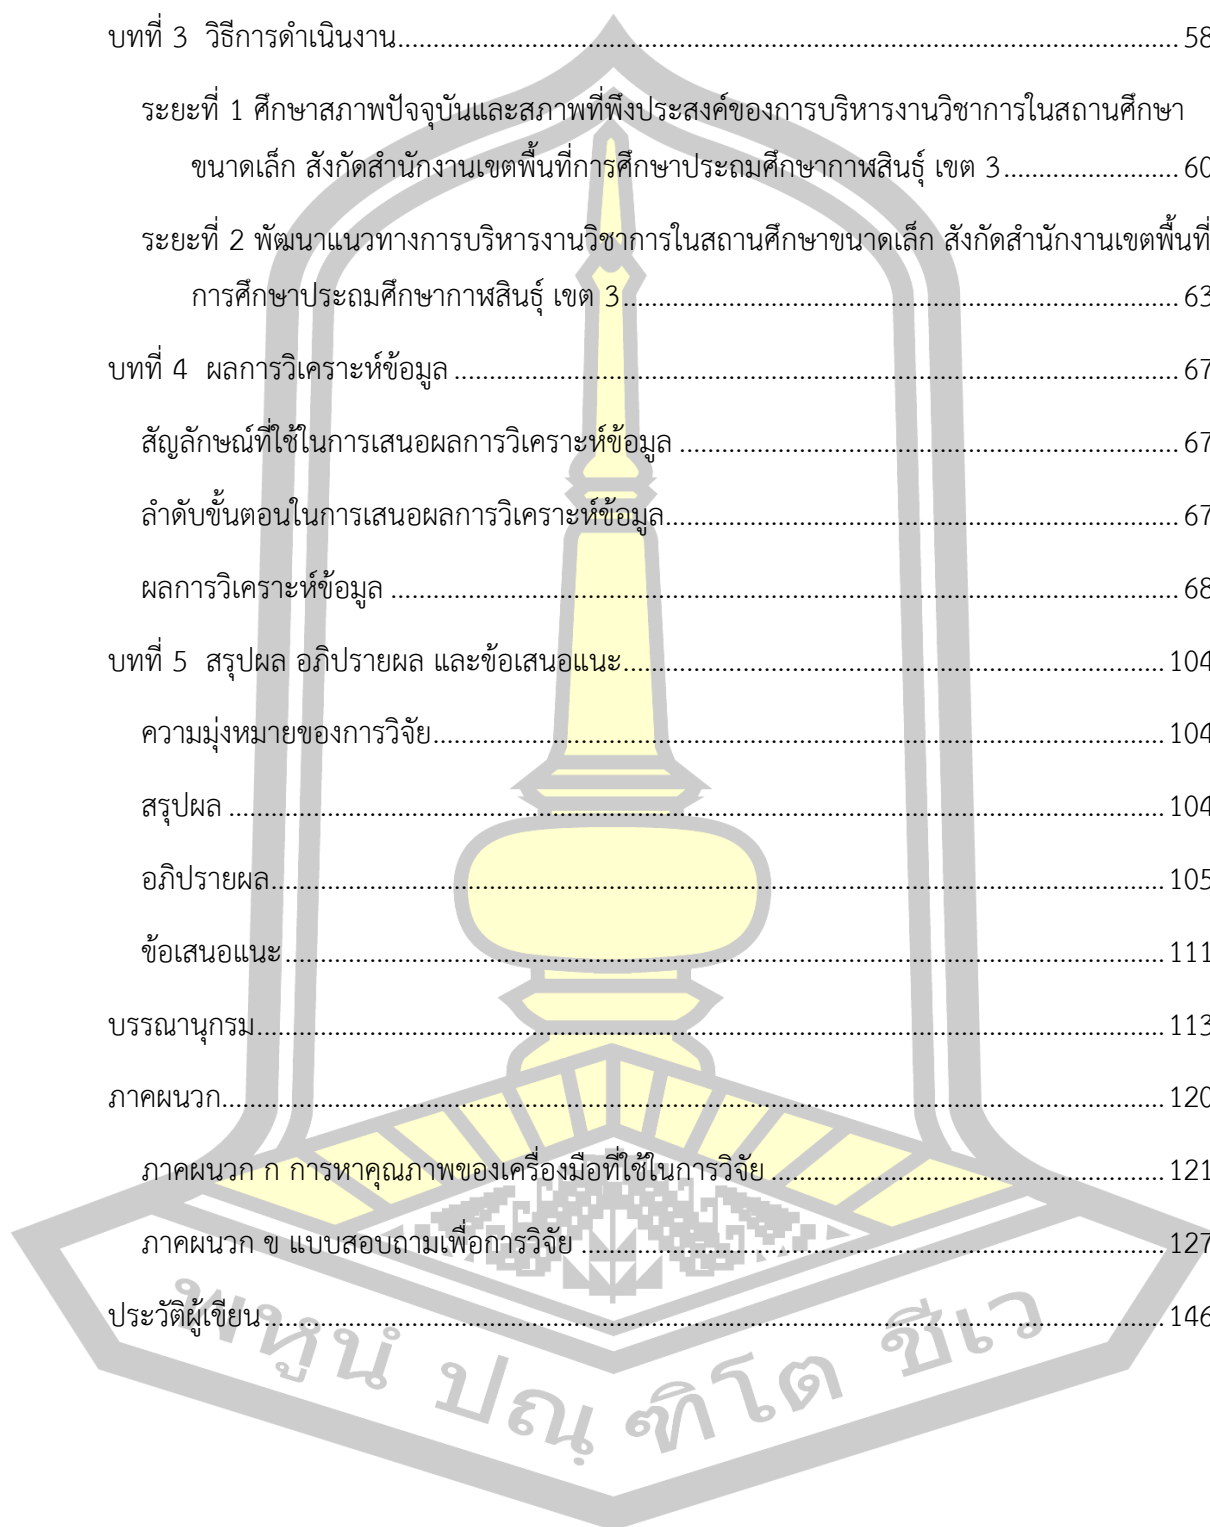 บทที่ 3 วิธีการดำเนินงาน.......................................................................................................... 58
ระยะที่ 1 ศึกษาสภาพปัจจุบันและสภาพที่พึงประสงค์ของการบริหารงานวิชาการในสถานศึกษา
ขนาดเล็ก สังกัดสำนักงานเขตพื้นที่การศึกษาประถมศึกษากาฬสินธุ์ เขต 3........................ 60
ระยะที่ 2 พัฒนาแนวทางการบริหารงานวิชาการในสถานศึกษาขนาดเล็ก สังกัดสำนักงานเขตพื้นที่
การศึกษาประถมศึกษากาฬสินธุ์ เขต 3............................................................................ 63
บทที่ 4 ผลการวิเคราะห์ข้อมูล .................................................................................................. 67
สัญลักษณ์ที่ใช้ในการเสนอผลการวิเคราะห์ข้อมูล .................................................................... 67
ลำดับขั้นตอนในการเสนอผลการวิเคราะห์ข้อมูล...................................................................... 67
ผลการวิเคราะห์ข้อมูล ........................................................................................................... 68
บทที่ 5 สรุปผล อภิปรายผล และข้อเสนอแนะ......................................................................... 104
ความมุ่งหมายของการวิจัย................................................................................................... 104
สรุปผล ............................................................................................................................... 104
อภิปรายผล......................................................................................................................... 105
ข้อเสนอแนะ....................................................................................................................... 111
บรรณานุกรม............................................................................................................................ 113
ภาคผนวก................................................................................................................................. 120
ภาคผนวก ก การหาคุณภาพของเครื่องมือที่ใช้ในการวิจัย ...................................................... 121
ภาคผนวก ข แบบสอบถามเพื่อการวิจัย ................................................................................ 127
ประวัติผู้เขียน........................................................................................................................... 146
พหูนํ ปณฺฑิโต ชีเว